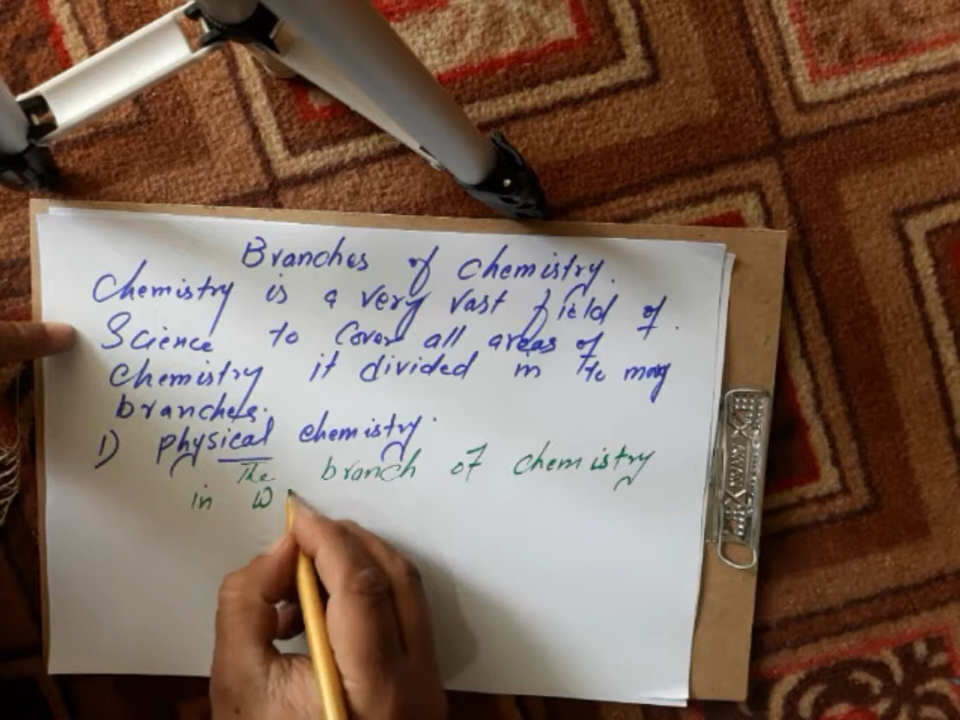 Branches of chemistry.
Chemistry is a very vast field of
Science to cover all areas of
Chemistry it divided in to many
branches.
1) physical chemistry.
The branch of chemistry
in w